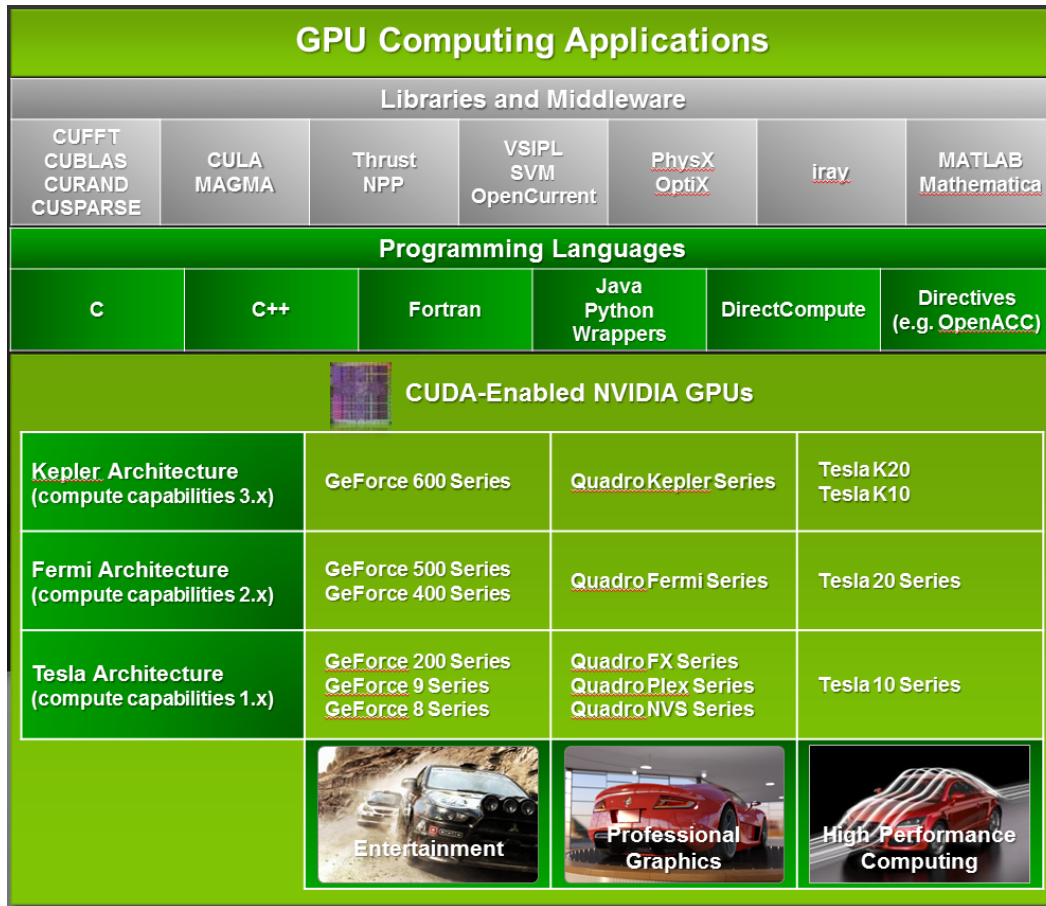 GPU Computing Applications
Libraries and Middleware
CUFFT
CUBLAS
CURAND
CUSPARSE
CULA
MAGMA
Thrust
NPP
VSIPL
SVM
OpenCurrent
PhysX
OptiX
iray
MATLAB
Mathematica
Programming Languages
C
C++
Fortran
Java
Python
Wrappers
DirectCompute
Directives
(e.g. OpenACC)
CUDA-Enabled NVIDIA GPUs
Kepler Architecture
(compute capabilities 3.x)
GeForce 600 Series
Quadro Kepler Series
Tesla K20
Tesla K10
Fermi Architecture
(compute capabilities 2.x)
GeForce 500 Series
GeForce 400 Series
Quadro Fermi Series
Tesla 20 Series
Tesla Architecture
(compute capabilities 1.x)
GeForce 200 Series
GeForce 9 Series
GeForce 8 Series
Quadro FX Series
Quadro Plex Series
Quadro NVS Series
Tesla 10 Series
Entertainment
Professional
Graphics
High Performance
Computing